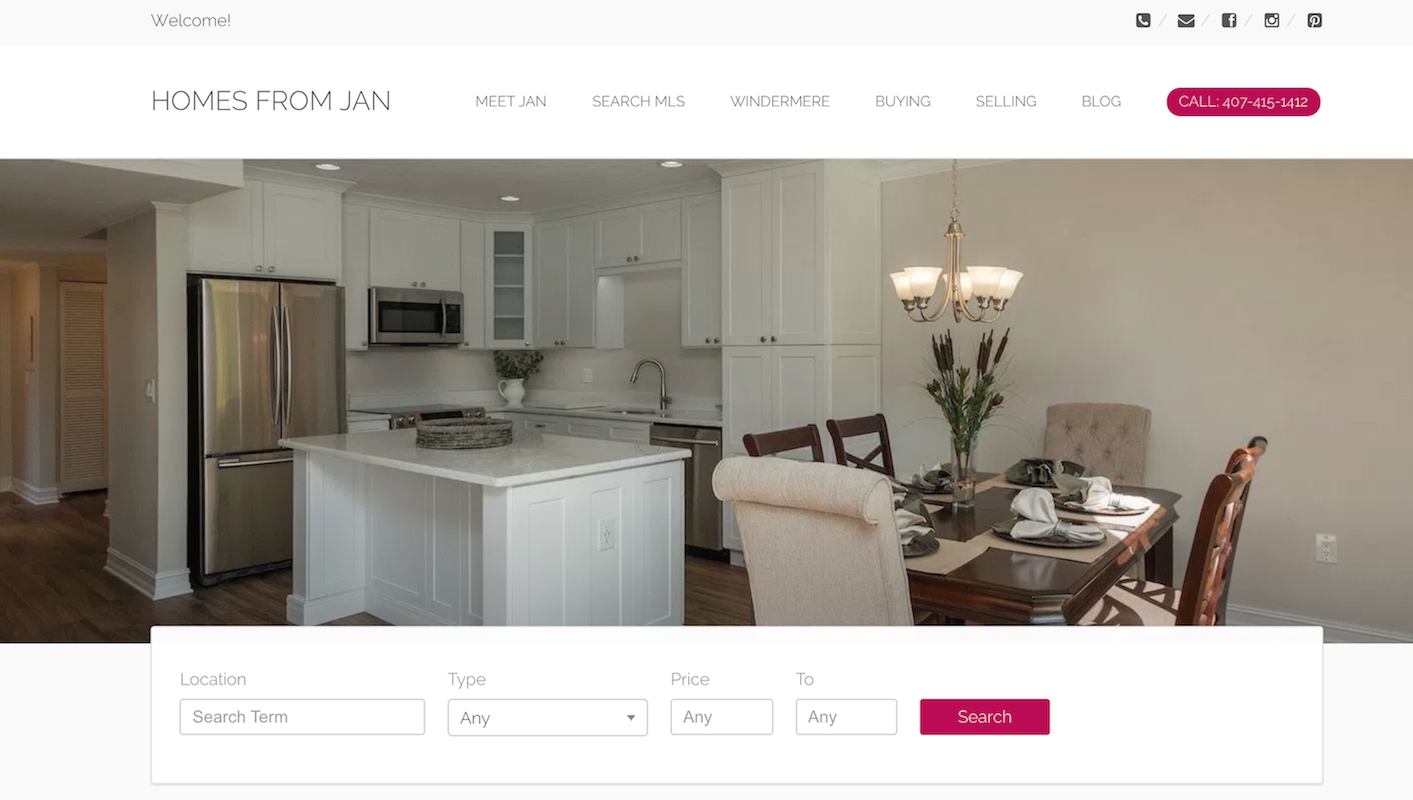 Welcome!
HOMES FROM JAN
MEET JAN
SEARCH MLS
WINDERMERE
BUYING
SELLING
BLOG
CALL: 407-415-1412
Location
Type
Price
To
Search Term
Any
Any
Any
Search